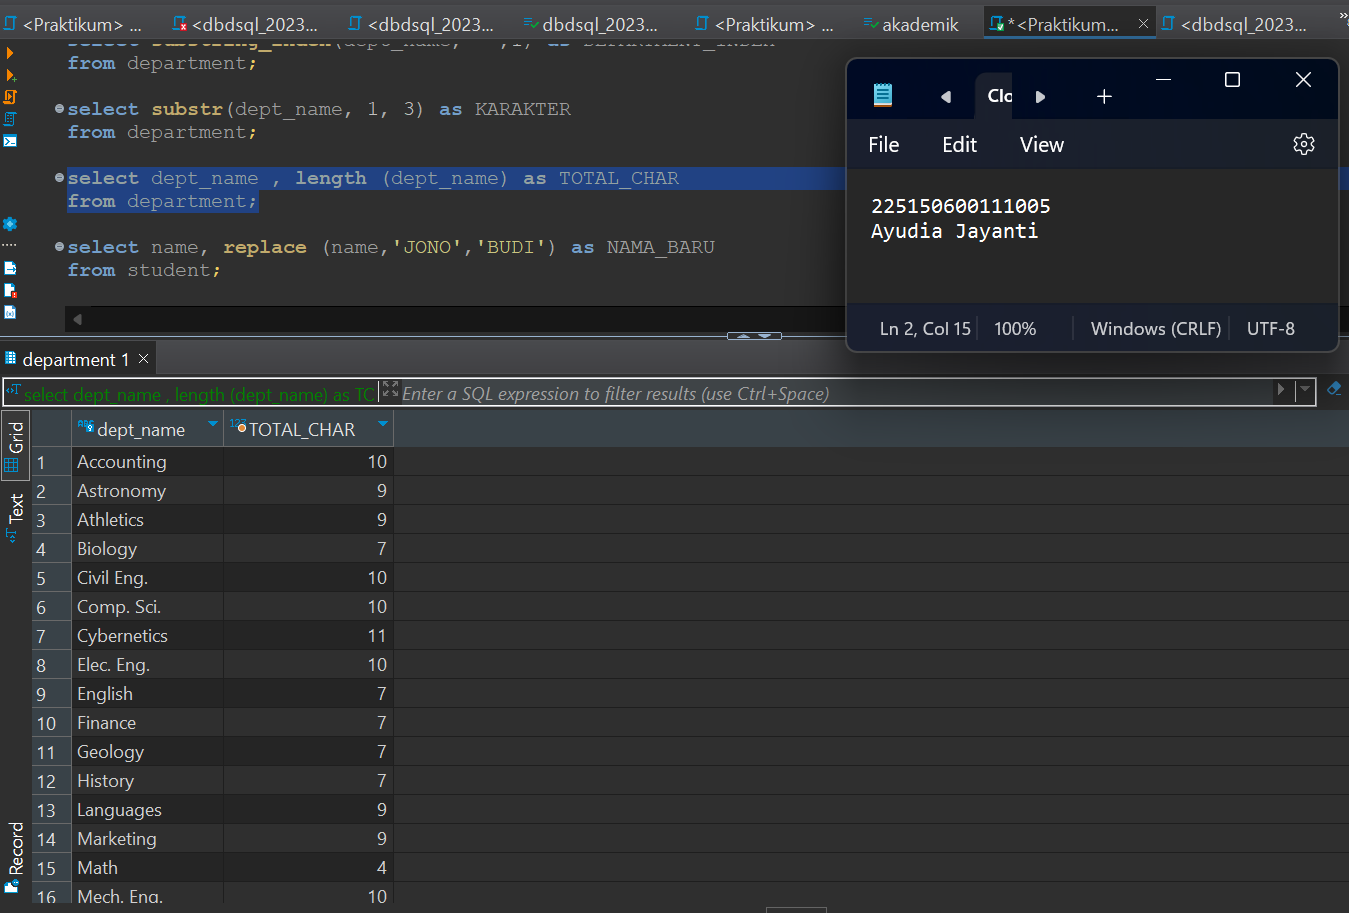 <Praktikum> ...
<dbdsql_2023...
<dbdsql_2023...
dbdsql_2023...
<Praktikum> ...
akademik
*<Praktikum...
<dbdsql_2023...
from department;
select substr(dept_name, 1, 3) as KARAKTER
from department;
select dept_name , length (dept_name) as TOTAL_CHAR
from department;
select name, replace (name,'JONO','BUDI') as NAMA_BARU
from student;
Clo
File Edit View
225150600111005
Ayudia Jayanti
Ln 2, Col 15 100% Windows (CRLF) UTF-8
department 1
select dept_name , length (dept_name) as TC
Enter a SQL expression to filter results (use Ctrl+Space)
Grid
Text
Record
dept_name 123 TOTAL_CHAR
1 Accounting 10
2 Astronomy 9
3 Athletics 9
4 Biology 7
5 Civil Eng. 10
6 Comp. Sci. 10
7 Cybernetics 11
8 Elec. Eng. 10
9 English 7
10 Finance 7
11 Geology 7
12 History 7
13 Languages 9
14 Marketing 9
15 Math 4
16 Mech. Eng. 10